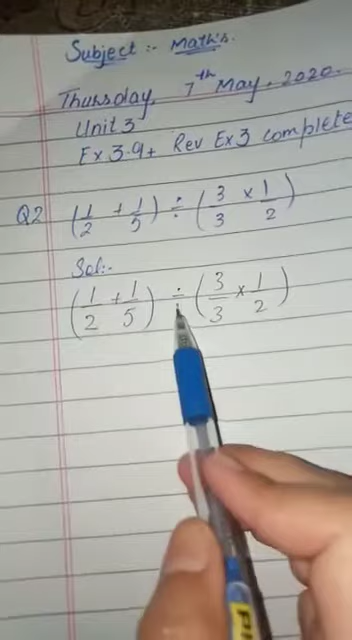 Subject :- Maths.
Thursday, 7th May, 2020.
Unit 3
Ex 3.9+ Rev Ex 3 complete
Q2 (1/2 + 1/5) ÷ (3/3 × 1/2)
Sol:-
(1/2 + 1/5) ÷ (3/3 × 1/2)